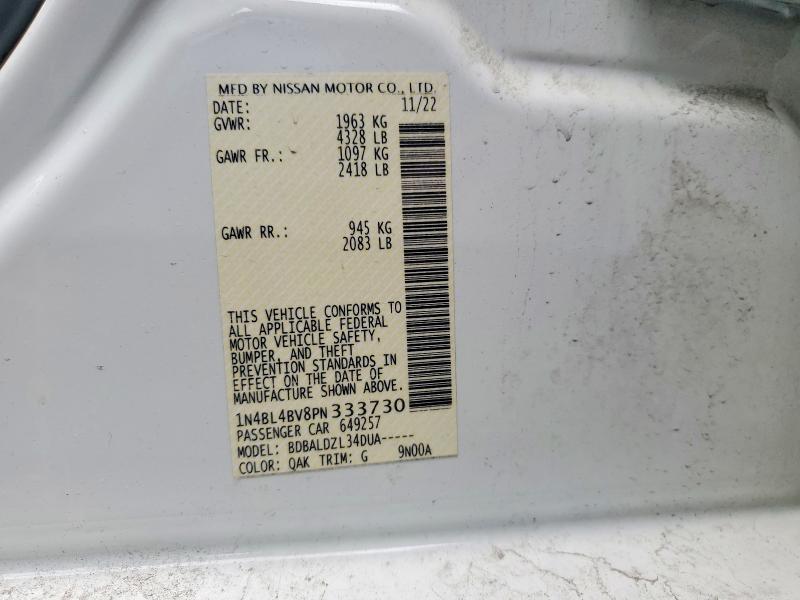 MFD BY NISSAN MOTOR CO., LTD.
DATE: 11/22
GVWR: 1963 KG
4328 LB
GAWR FR.: 1097 KG
2418 LB
GAWR RR.: 945 KG
2083 LB
THIS VEHICLE CONFORMS TO
ALL APPLICABLE FEDERAL
MOTOR VEHICLE SAFETY,
BUMPER, AND THEFT
PREVENTION STANDARDS IN
EFFECT ON THE DATE OF
MANUFACTURE SHOWN ABOVE.
1N4BL4BV8PN 333730
PASSENGER CAR 649257
MODEL: BDBALDZL34DUA-----
COLOR: QAK TRIM: G 9N00A